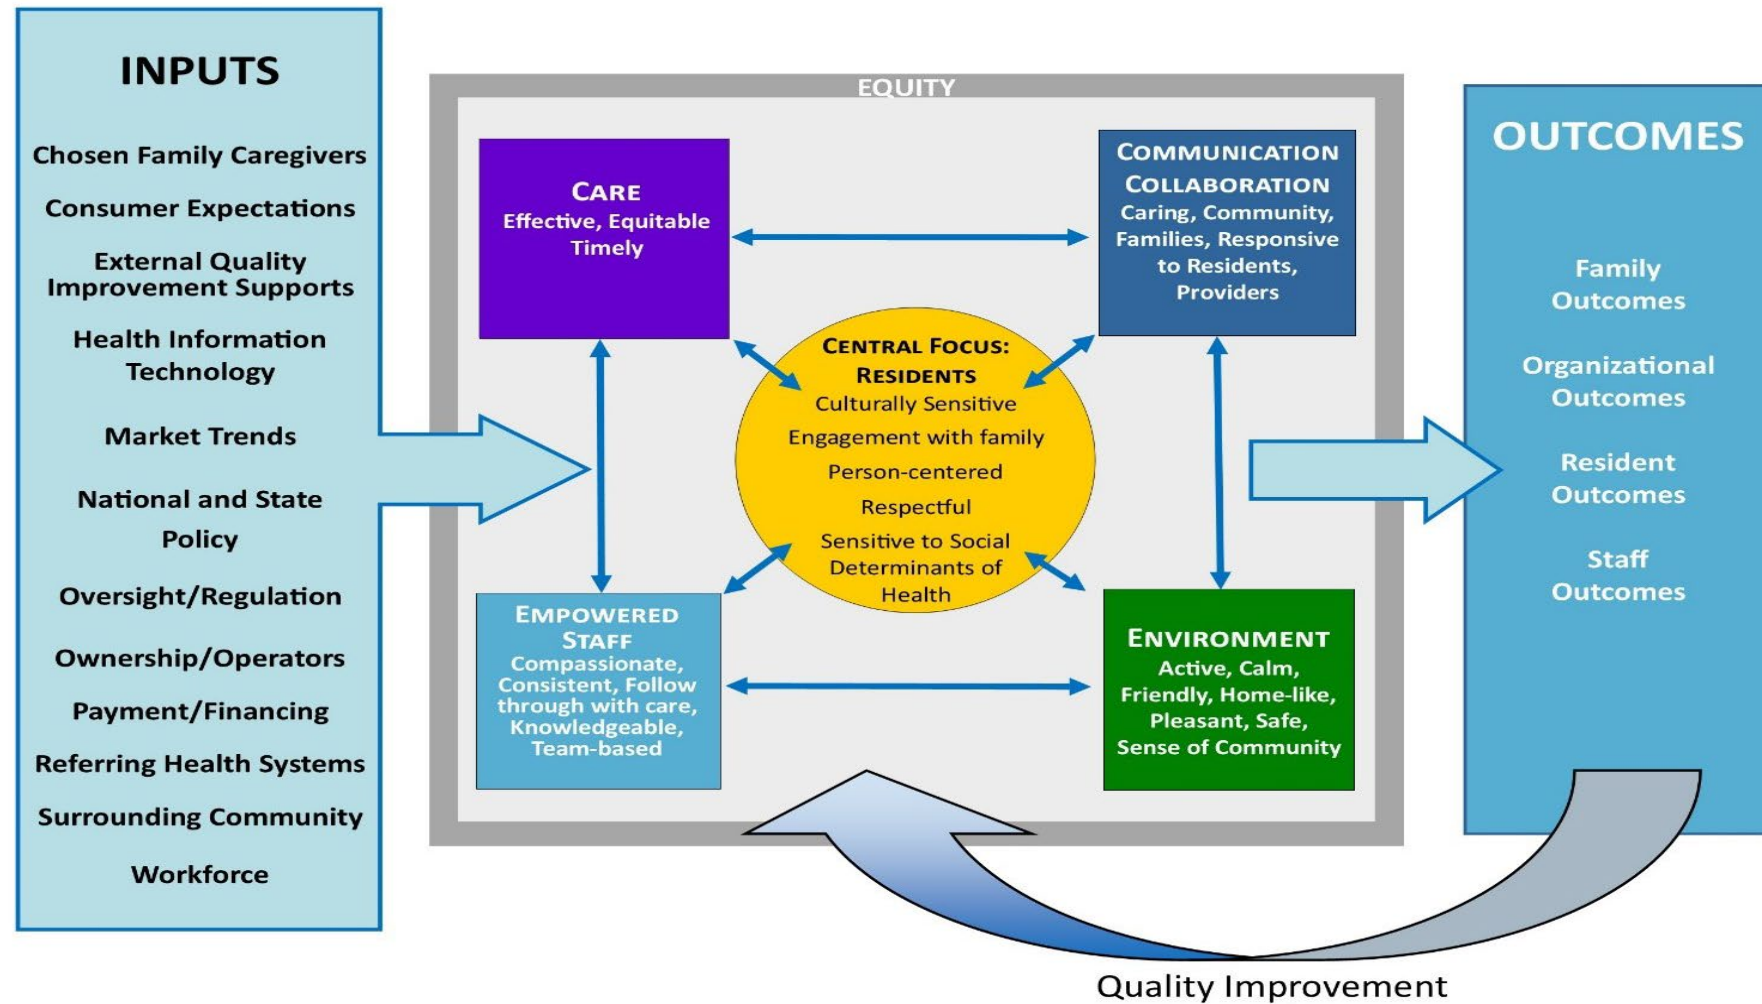 INPUTS
Chosen Family Caregivers
Consumer Expectations
External Quality
Improvement Supports
Health Information
Technology
Market Trends
National and State
Policy
Oversight/Regulation
Ownership/Operators
Payment/Financing
Referring Health Systems
Surrounding Community
Workforce
EQUITY
CARE
Effective, Equitable
Timely
COMMUNICATION
COLLABORATION
Caring, Community,
Families, Responsive
to Residents,
Providers
CENTRAL FOCUS:
RESIDENTS
Culturally Sensitive
Engagement with family
Person-centered
Respectful
Sensitive to Social
Determinants of
Health
EMPOWERED
STAFF
Compassionate,
Consistent, Follow
through with care,
Knowledgeable,
Team-based
ENVIRONMENT
Active, Calm,
Friendly, Home-like,
Pleasant, Safe,
Sense of Community
OUTCOMES
Family
Outcomes
Organizational
Outcomes
Resident
Outcomes
Staff
Outcomes
Quality Improvement